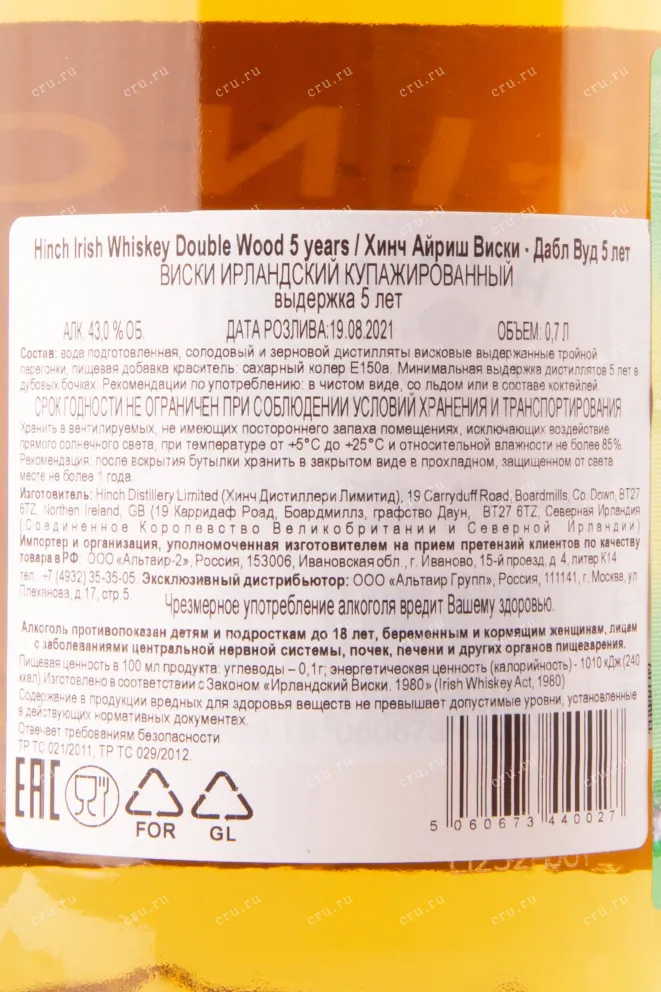 Hinch Irish Whiskey Double Wood 5 years / Хинч Айриш Виски - Дабл Вуд 5 лет
ВИСКИ ИРЛАНДСКИЙ КУПАЖИРОВАННЫЙ
выдержка 5 лет
АЛК. 43,0 % ОБ. ДАТА РОЗЛИВА:19.08.2021 ОБЪЕМ: 0,7 Л
Состав: вода подготовленная, солодовый и зерновой дистилляты висковые выдержанные тройной
перегонки, пищевая добавка краситель: сахарный колер Е150а. Минимальная выдержка дистиллятов 5 лет в
дубовых бочках. Рекомендации по употреблению: в чистом виде, со льдом или в составе коктейлей.
СРОК ГОДНОСТИ НЕ ОГРАНИЧЕН ПРИ СОБЛЮДЕНИИ УСЛОВИЙ ХРАНЕНИЯ И ТРАНСПОРТИРОВАНИЯ
Хранить в вентилируемых, не имеющих постороннего запаха помещениях, исключающих воздействие
прямого солнечного света, при температуре от +5°С до +25°С и относительной влажности не более 85%.
Рекомендация: после вскрытия бутылки хранить в закрытом виде в прохладном, защищенном от света
месте не более 1 года.
Изготовитель: Hinch Distillery Limited (Хинч Дистиллери Лимитид), 19 Carryduff Road, Boardmills, Co. Down, BT27
6TZ, Northen Ireland, GB (19 Карридаф Роад, Боардмиллз, графство Даун, BT27 6TZ, Северная Ирландия
(Соединенное Королевство Великобритании и Северной Ирландии)
Импортер и организация, уполномоченная изготовителем на прием претензий клиентов по качеству
товара в РФ: ООО «Альтвир-2», Россия, 153006, Ивановская обл., г. Иваново, 15-й проезд, д. 4, литер К14
тел.: +7 (4932) 35-35-05. Эксклюзивный дистрибьютор: ООО «Альтаир Групп», Россия, 111141, г. Москва, ул
Плеханова, д.17, стр.5.
Чрезмерное употребление алкоголя вредит Вашему здоровью.
Алкоголь противопоказан детям и подросткам до 18 лет, беременным и кормящим женщинам, лицам
с заболеваниями центральной нервной системы, почек, печени и других органов пищеварения.
Пищевая ценность в 100 мл продукта: углеводы – 0,1г; энергетическая ценность (калорийность) - 1010 кДж (240
ккал) Изготовлено в соответствии с Законом «Ирландский Виски. 1980» (Irish Whiskey Act, 1980)
Содержание в продукции вредных для здоровья веществ не превышает допустимые уровни, установленные
в действующих нормативных документах.
Отвечает требованиям безопасности
ТР ТС 021/2011, ТР ТС 029/2012.
EAC
FOR GL
5 060673 440027
cru.ru